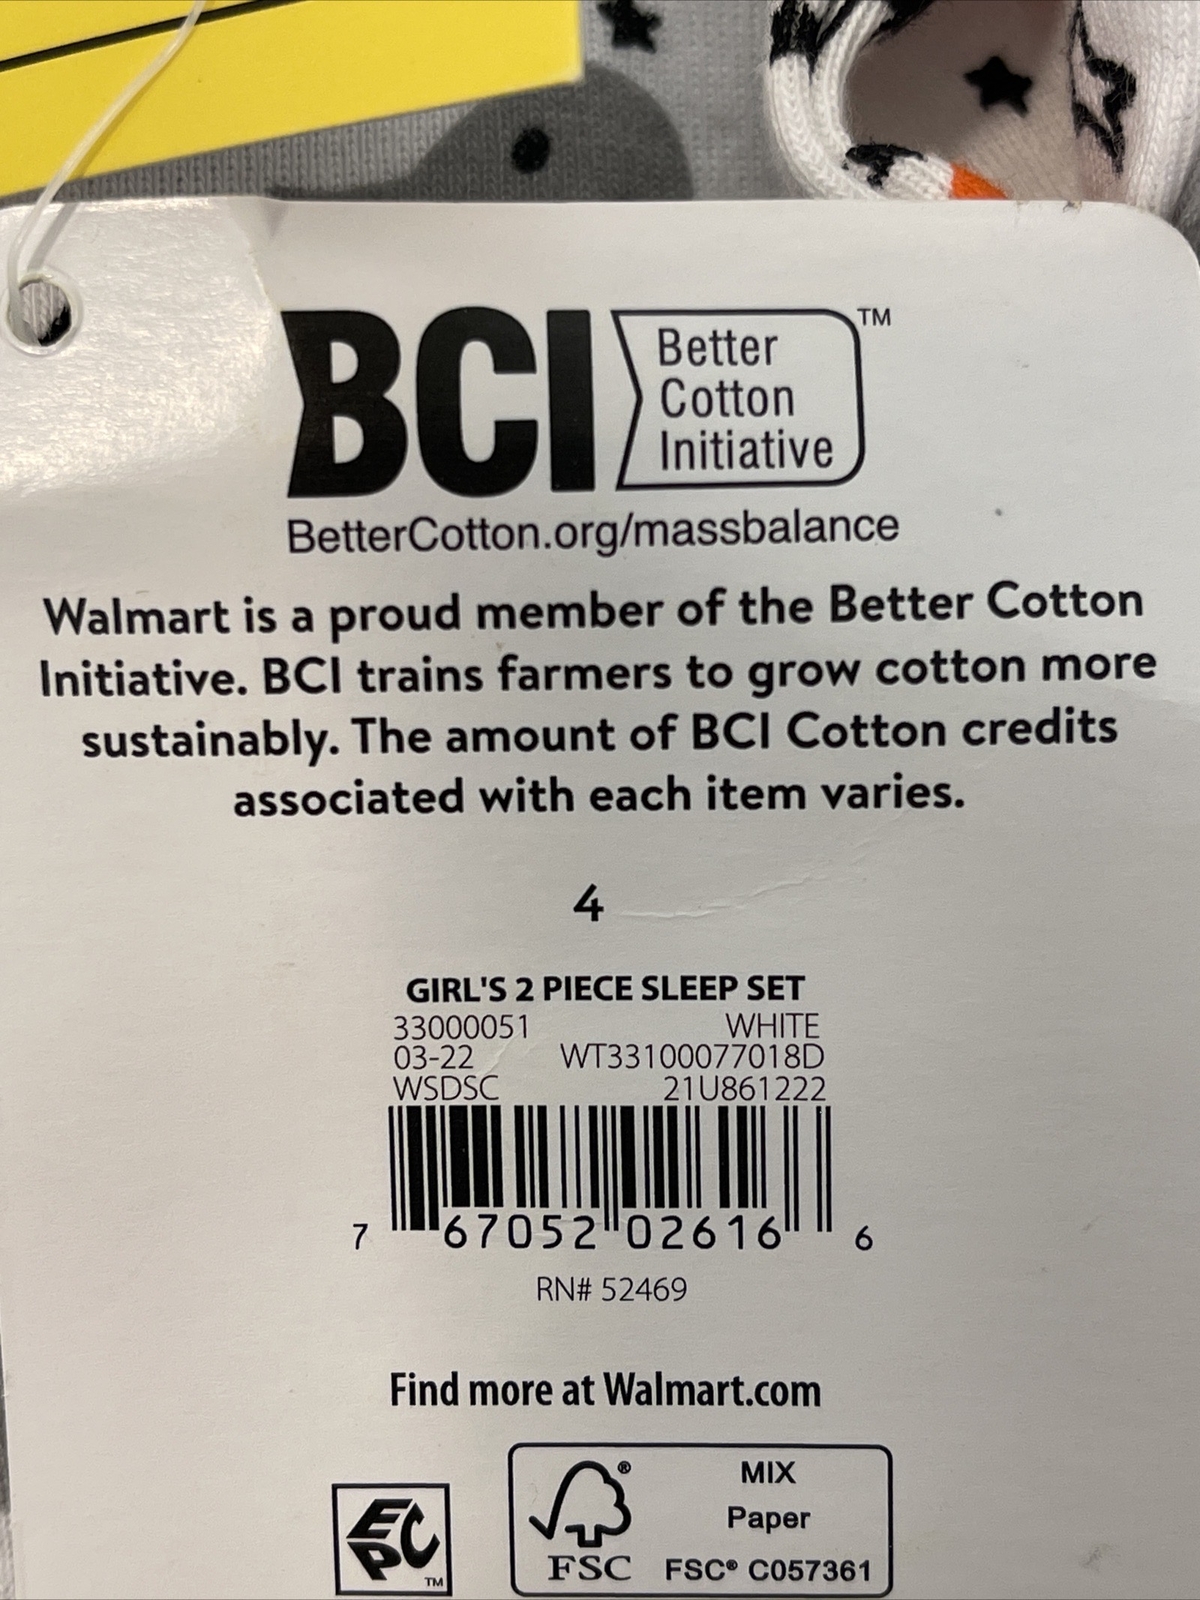 BCI
Better
Cotton
Initiative
TM
BetterCotton.org/massbalance
Walmart is a proud member of the Better Cotton
Initiative. BCI trains farmers to grow cotton more
sustainably. The amount of BCI Cotton credits
associated with each item varies.
4
GIRL'S 2 PIECE SLEEP SET
33000051 WHITE
03-22 WT33100077018D
WSDSC 21U861222
7 67052 02616 6
RN# 52469
Find more at Walmart.com
EPC
TM
®
FSC
MIX
Paper
FSC® C057361